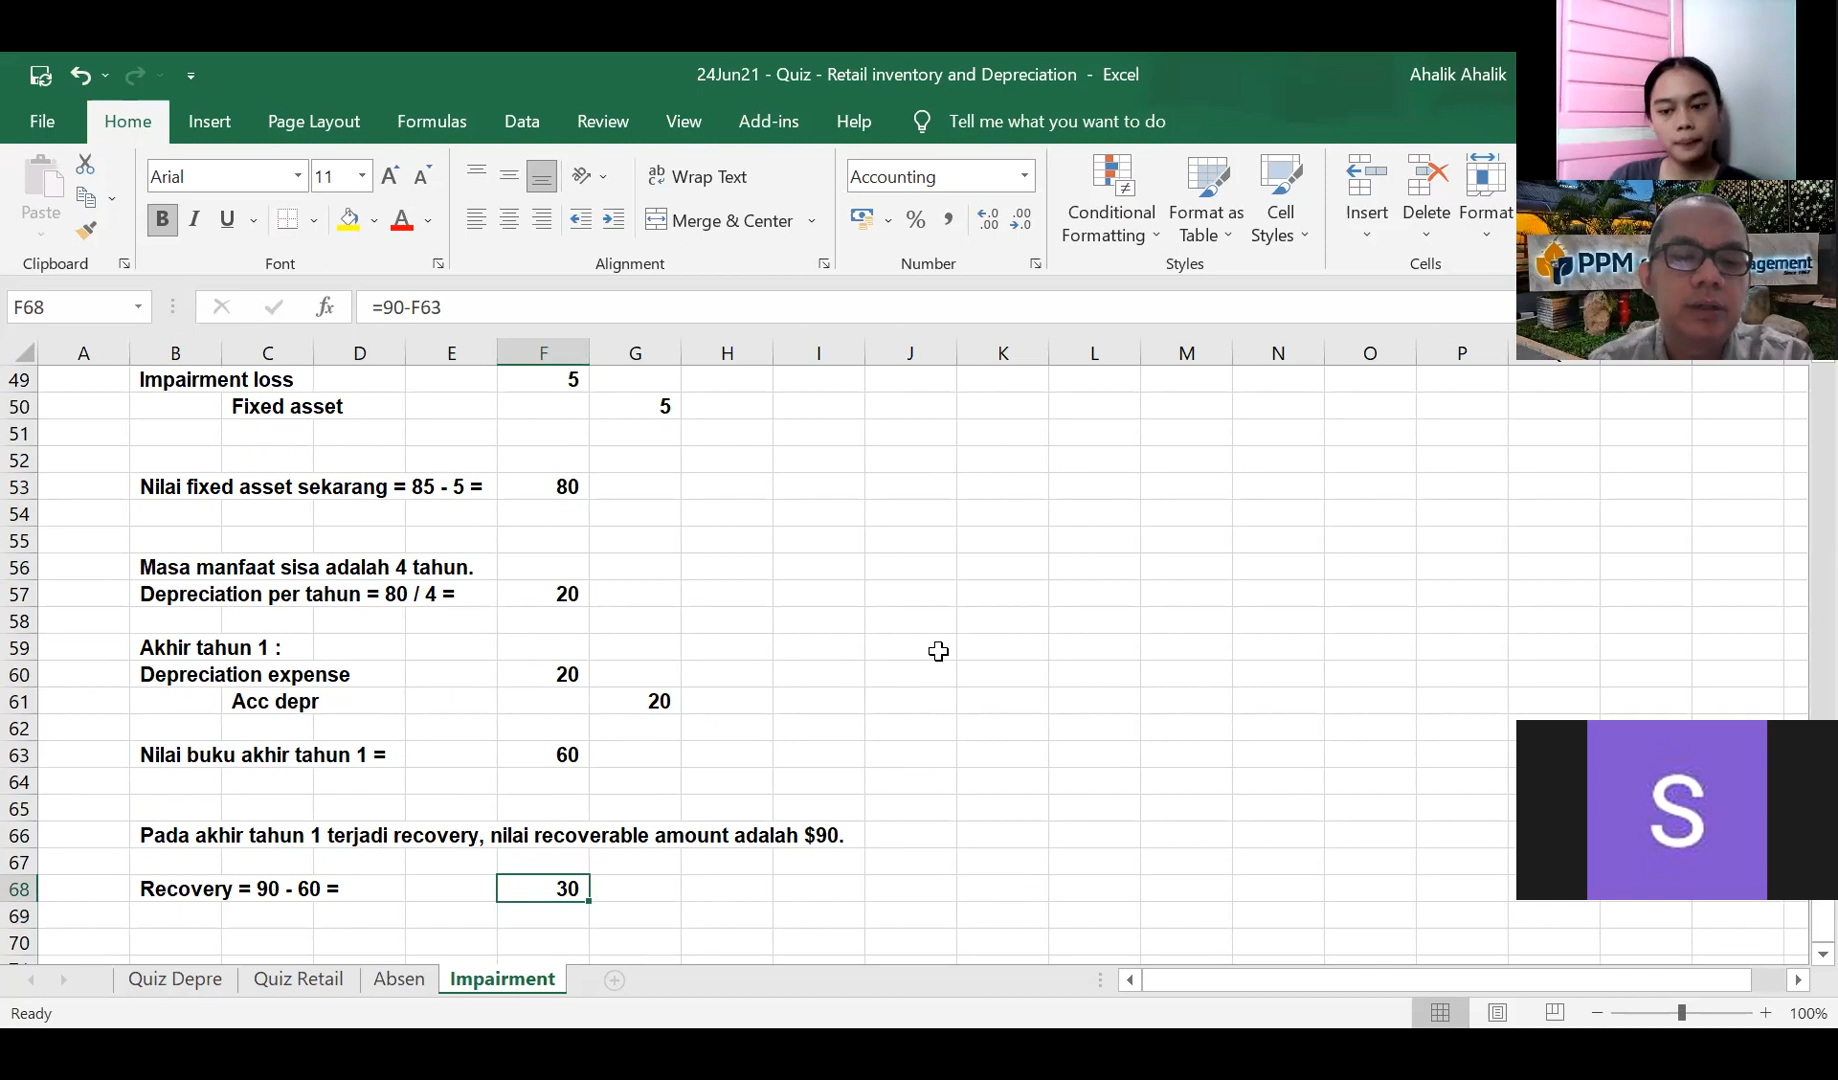 24Jun21 - Quiz - Retail inventory and Depreciation - Excel
Ahalik Ahalik
File Home Insert Page Layout Formulas Data Review View Add-ins Help Tell me what you want to do
Paste
Arial 11
B I U
ab Wrap Text
Merge & Center
Accounting
% , .0 .00
Conditional Formatting
Format as Table
Cell Styles
Insert
Delete
Format
Clipboard
Font
Alignment
Number
Styles
Cells
PPM
agement
F68 fx =90-F63
A B C D E F G H I J K L M N O P
49 Impairment loss 5
50 Fixed asset 5
51
52
53 Nilai fixed asset sekarang = 85 - 5 = 80
54
55
56 Masa manfaat sisa adalah 4 tahun.
57 Depreciation per tahun = 80 / 4 = 20
58
59 Akhir tahun 1 :
60 Depreciation expense 20
61 Acc depr 20
62
63 Nilai buku akhir tahun 1 = 60
64
65
66 Pada akhir tahun 1 terjadi recovery, nilai recoverable amount adalah $90.
67
68 Recovery = 90 - 60 = 30
69
70
S
Quiz Depre Quiz Retail Absen Impairment
Ready
100%